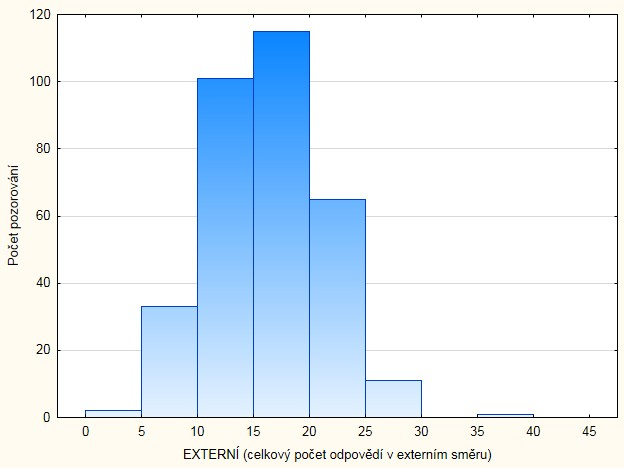 120
100
80
60
40
20
0
Počet pozorování
0 5 10 15 20 25 30 35 40 45
EXTERNÍ (celkový počet odpovědí v externím směru)